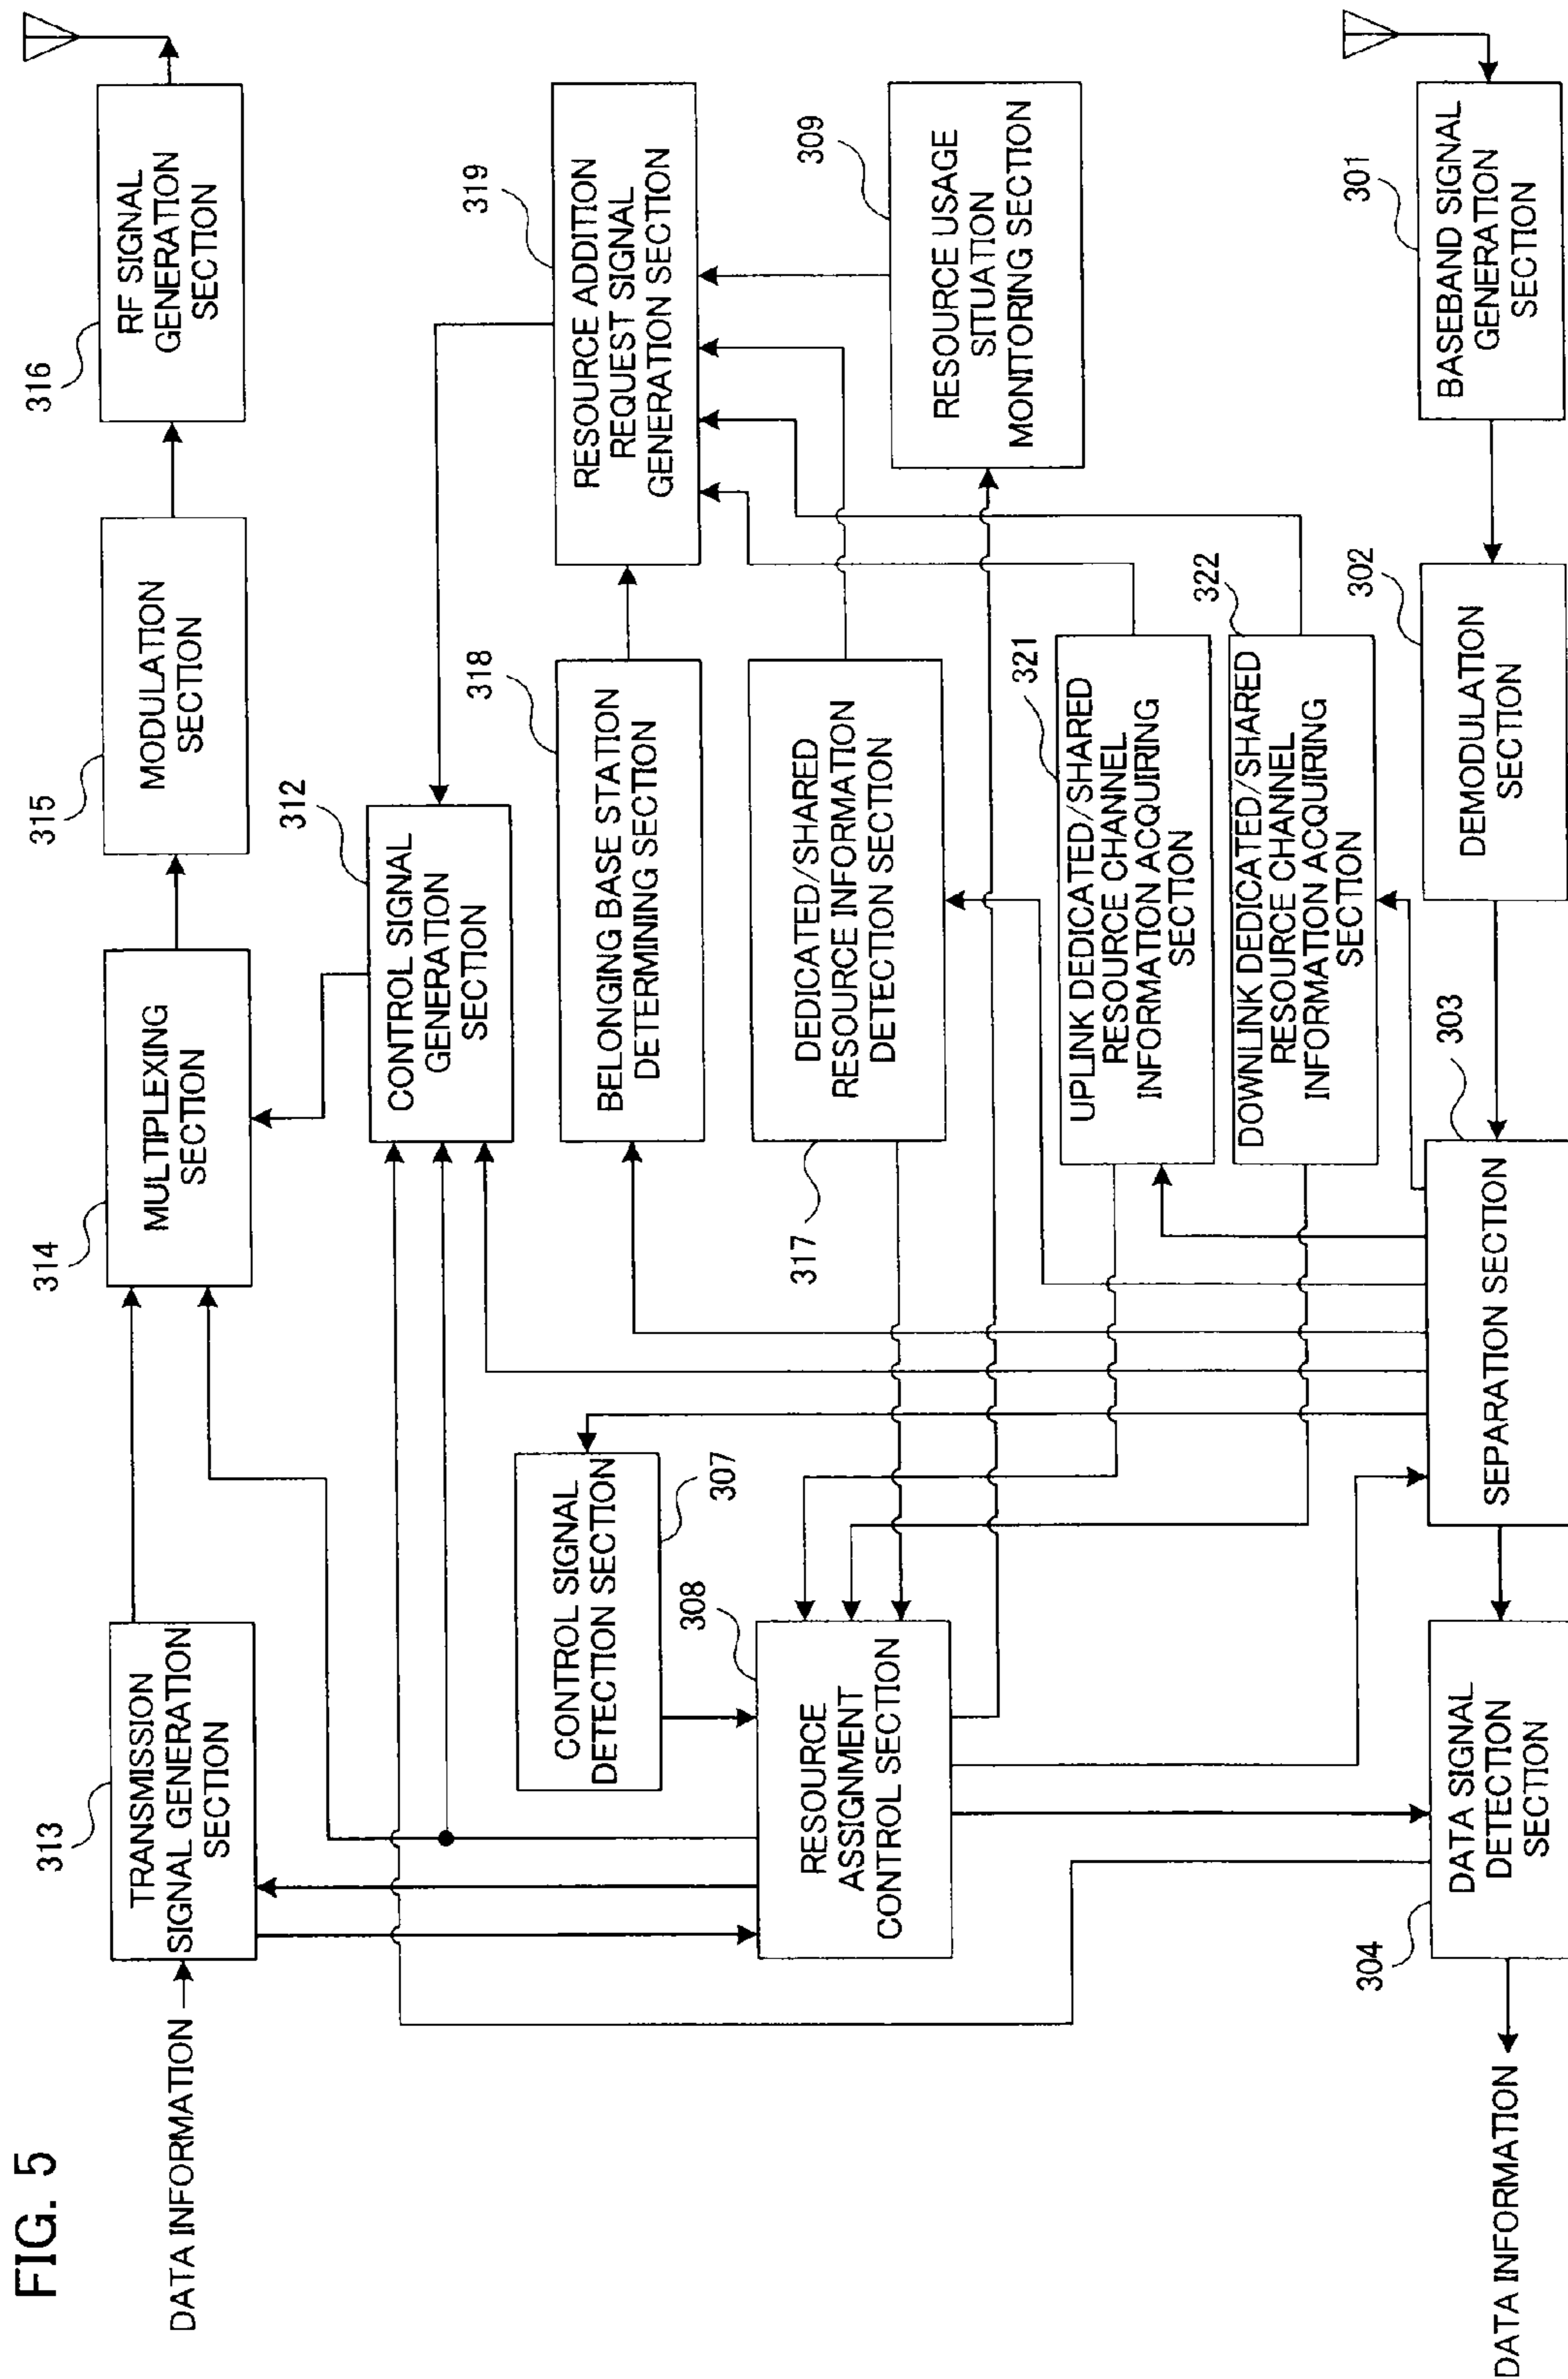 FIG. 5
DATA INFORMATION
313
TRANSMISSION
SIGNAL GENERATION
SECTION
314
MULTIPLEXING
SECTION
315
MODULATION
SECTION
316
RF SIGNAL
GENERATION
SECTION
312
CONTROL SIGNAL
GENERATION
SECTION
307
CONTROL SIGNAL
DETECTION SECTION
318
BELONGING BASE STATION
DETERMINING SECTION
319
RESOURCE ADDITION
REQUEST SIGNAL
GENERATION SECTION
308
RESOURCE
ASSIGNMENT
CONTROL SECTION
317
DEDICATED/SHARED
RESOURCE INFORMATION
DETECTION SECTION
309
RESOURCE USAGE
SITUATION
MONITORING SECTION
321
UPLINK DEDICATED/SHARED
RESOURCE CHANNEL
INFORMATION ACQUIRING
SECTION
322
DOWNLINK DEDICATED/SHARED
RESOURCE CHANNEL
INFORMATION ACQUIRING
SECTION
304
DATA SIGNAL
DETECTION
SECTION
303
SEPARATION SECTION
302
DEMODULATION
SECTION
301
BASEBAND SIGNAL
GENERATION
SECTION
DATA INFORMATION